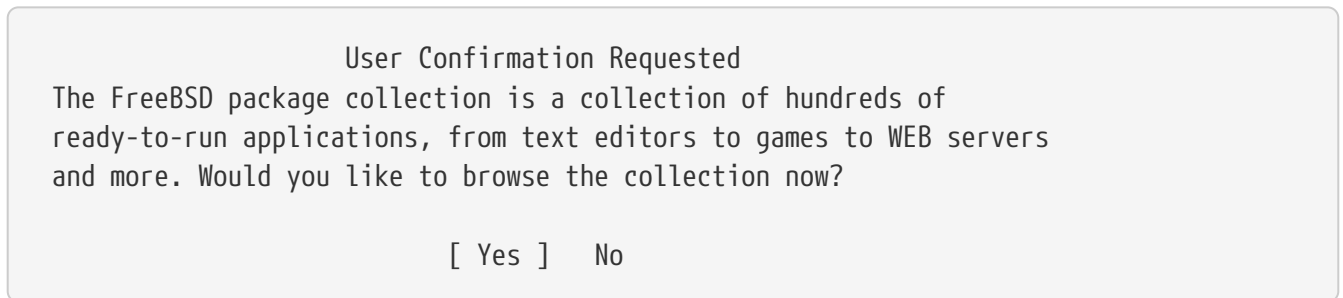 User Confirmation Requested
The FreeBSD package collection is a collection of hundreds of
ready-to-run applications, from text editors to games to WEB servers
and more. Would you like to browse the collection now?
[ Yes ]   No